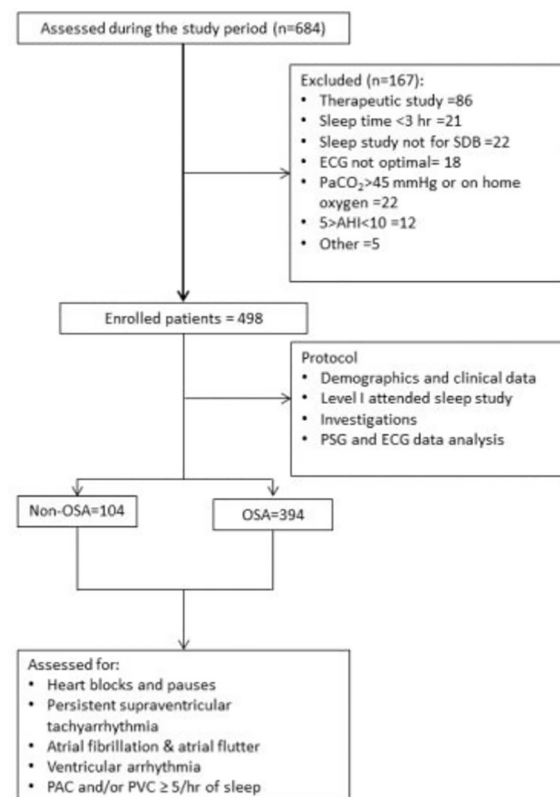 Assessed during the study period (n=684)
Excluded (n=167):
• Therapeutic study =86
• Sleep time <3 hr =21
• Sleep study not for SDB =22
• ECG not optimal= 18
• PaCO₂>45 mmHg or on home
oxygen =22
• 5>AHI<10 =12
• Other =5
Enrolled patients = 498
Protocol
• Demographics and clinical data
• Level I attended sleep study
• Investigations
• PSG and ECG data analysis
Non-OSA=104
OSA=394
Assessed for:
• Heart blocks and pauses
• Persistent supraventricular
tachyarrhythmia
• Atrial fibrillation & atrial flutter
• Ventricular arrhythmia
• PAC and/or PVC ≥ 5/hr of sleep